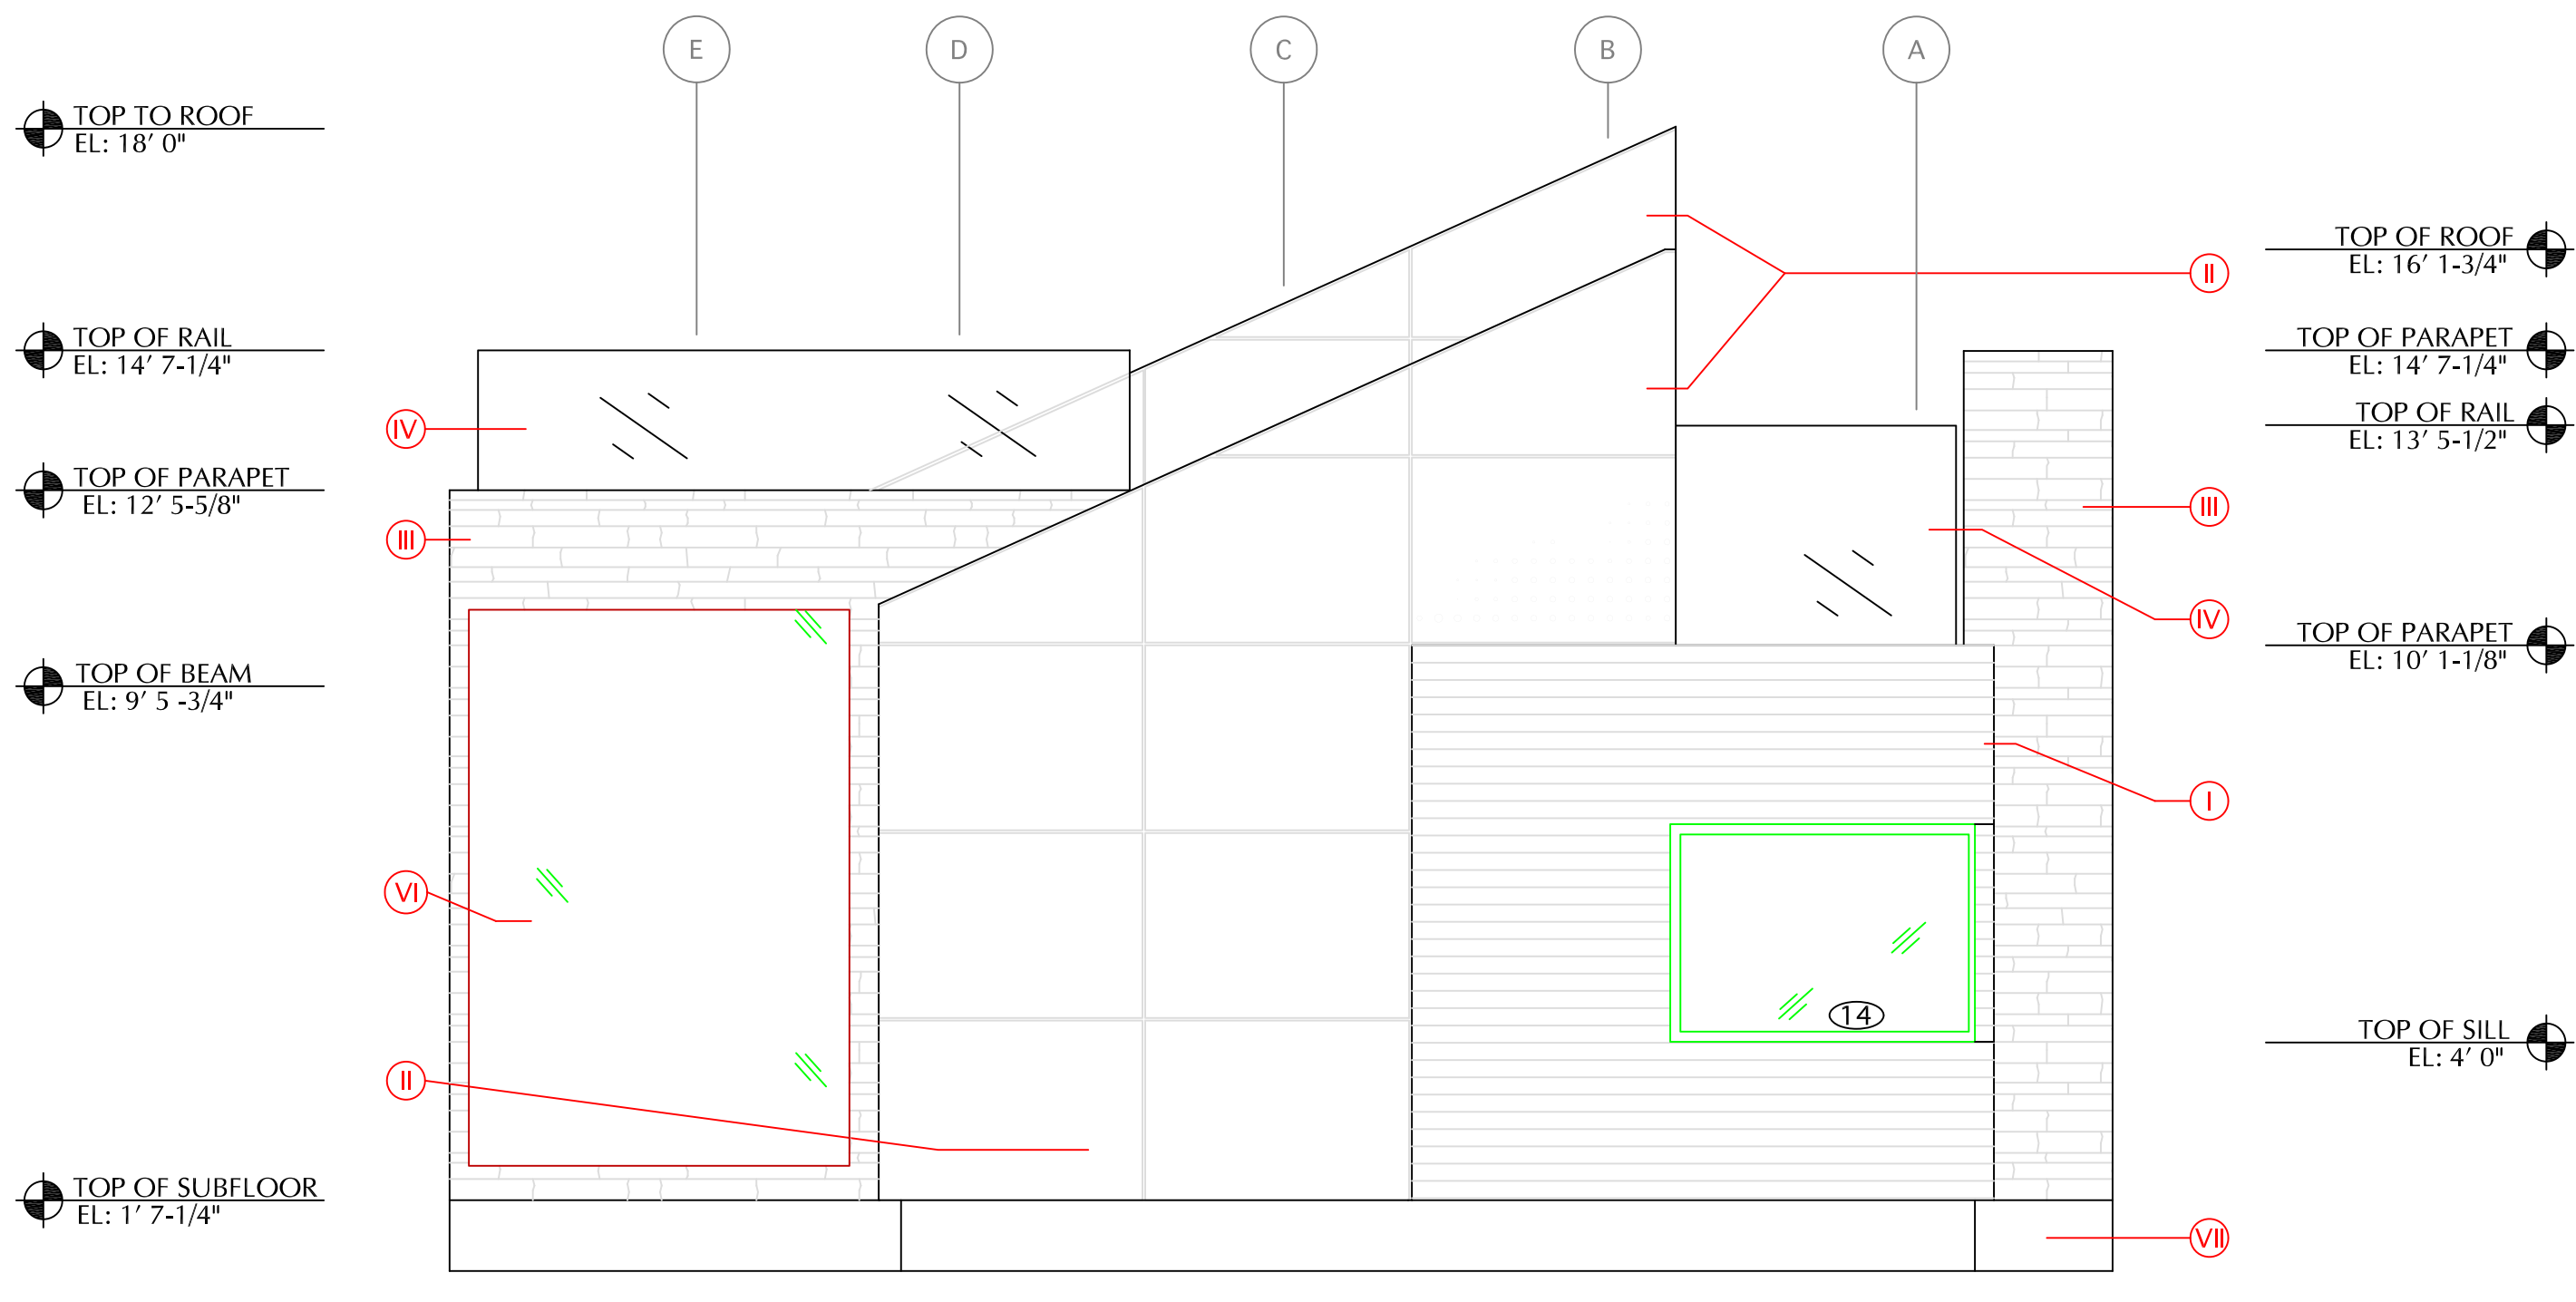 E D C B A
TOP TO ROOF
EL: 18' 0"
TOP OF ROOF
EL: 16' 1-3/4"
II
TOP OF RAIL
EL: 14' 7-1/4"
TOP OF PARAPET
EL: 14' 7-1/4"
IV
TOP OF RAIL
EL: 13' 5-1/2"
TOP OF PARAPET
EL: 12' 5-5/8"
III
III
IV
TOP OF PARAPET
EL: 10' 1-1/8"
TOP OF BEAM
EL: 9' 5 -3/4"
I
VI
14
TOP OF SILL
EL: 4' 0"
II
TOP OF SUBFLOOR
EL: 1' 7-1/4"
VII